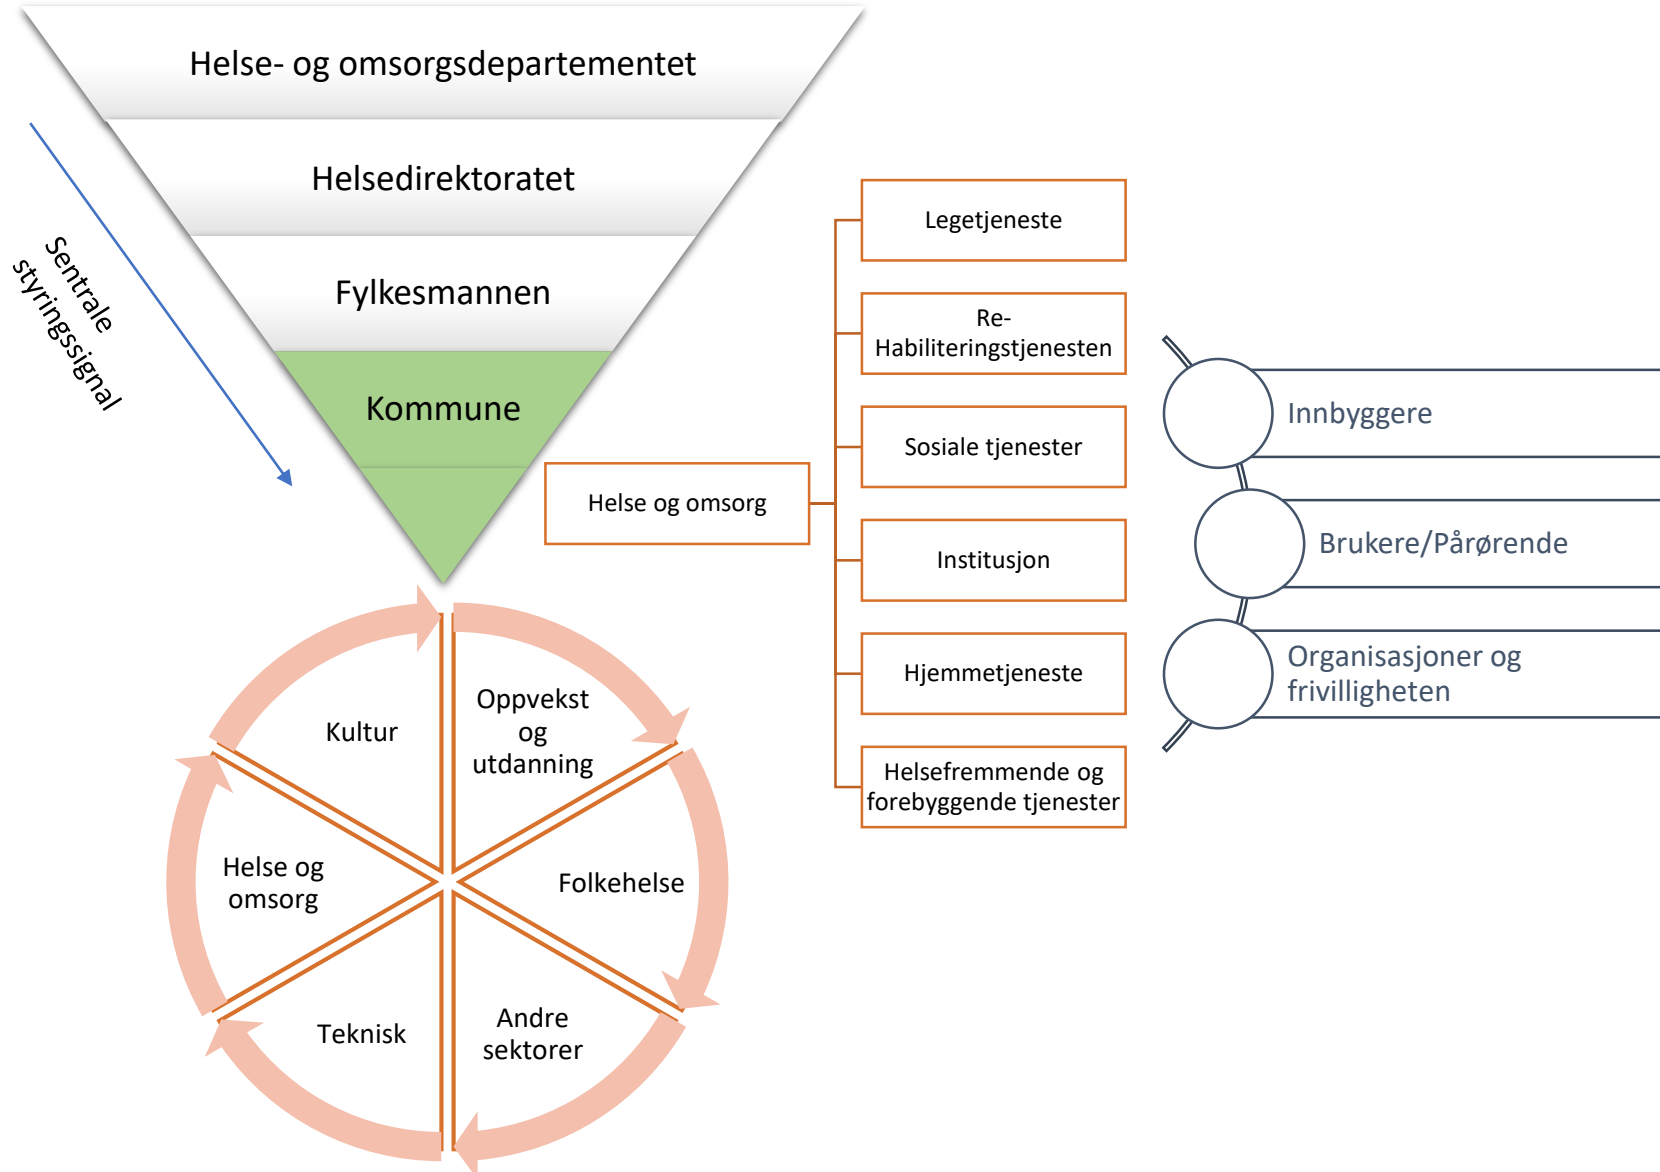 Helse- og omsorgsdepartementet
Helsedirektoratet
Fylkesmannen
Kommune
Sentrale
styringssignal
Helse og omsorg
Legetjeneste
Re-
Habiliteringstjenesten
Sosiale tjenester
Institusjon
Hjemmetjeneste
Helsefremmende og
forebyggende tjenester
Innbyggere
Brukere/Pårørende
Organisasjoner og
frivilligheten
Oppvekst
og
utdanning
Folkehelse
Andre
sektorer
Teknisk
Helse og
omsorg
Kultur